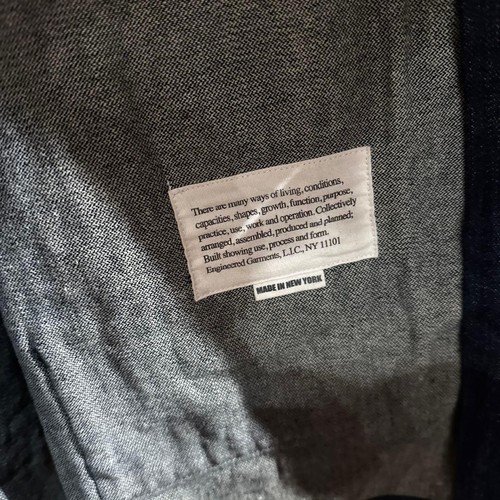 There are many ways of living, conditions,
capacities, shapes, growth, function, purpose,
practice, use, work and operation. Collectively
arranged, assembled, produced and planned;
Built showing use, process and form.
Engineered Garments, L.I.C., NY 11101
MADE IN NEW YORK